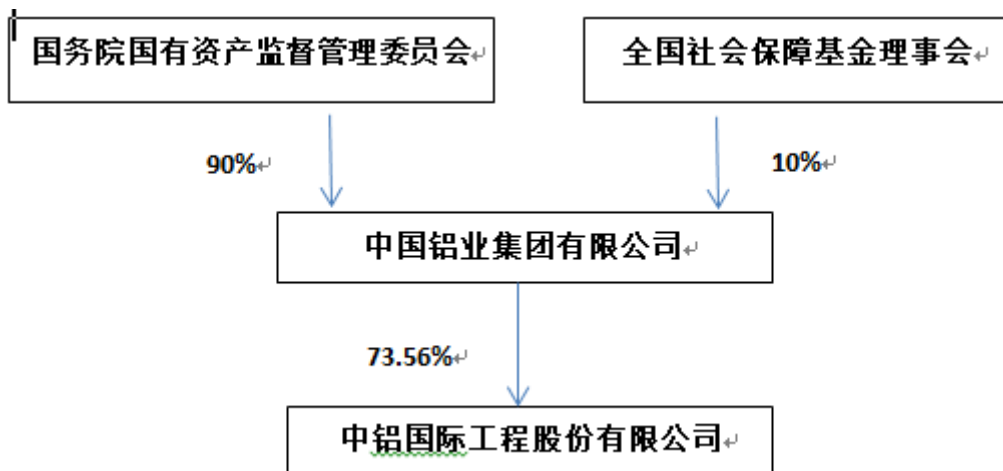 国务院国有资产监督管理委员会
全国社会保障基金理事会
90%
10%
中国铝业集团有限公司
73.56%
中铝国际工程股份有限公司